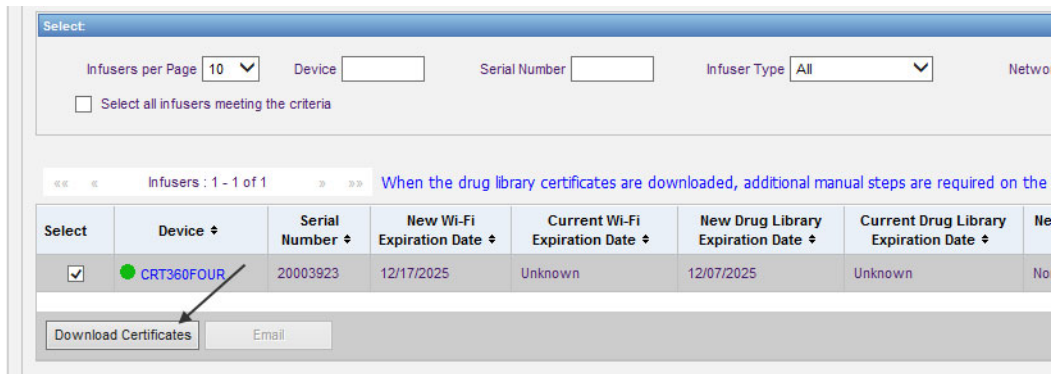 Select:
Infusers per Page 10 Device Serial Number Infuser Type All
Select all infusers meeting the criteria
«« « Infusers : 1 - 1 of 1 » »» When the drug library certificates are downloaded, additional manual steps are required on the
Select Device Serial Number New Wi-Fi Expiration Date Current Wi-Fi Expiration Date New Drug Library Expiration Date Current Drug Library Expiration Date
CRT360FOUR 20003923 12/17/2025 Unknown 12/07/2025 Unknown
Download Certificates Email